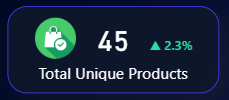 45 ▲ 2.3%
Total Unique Products